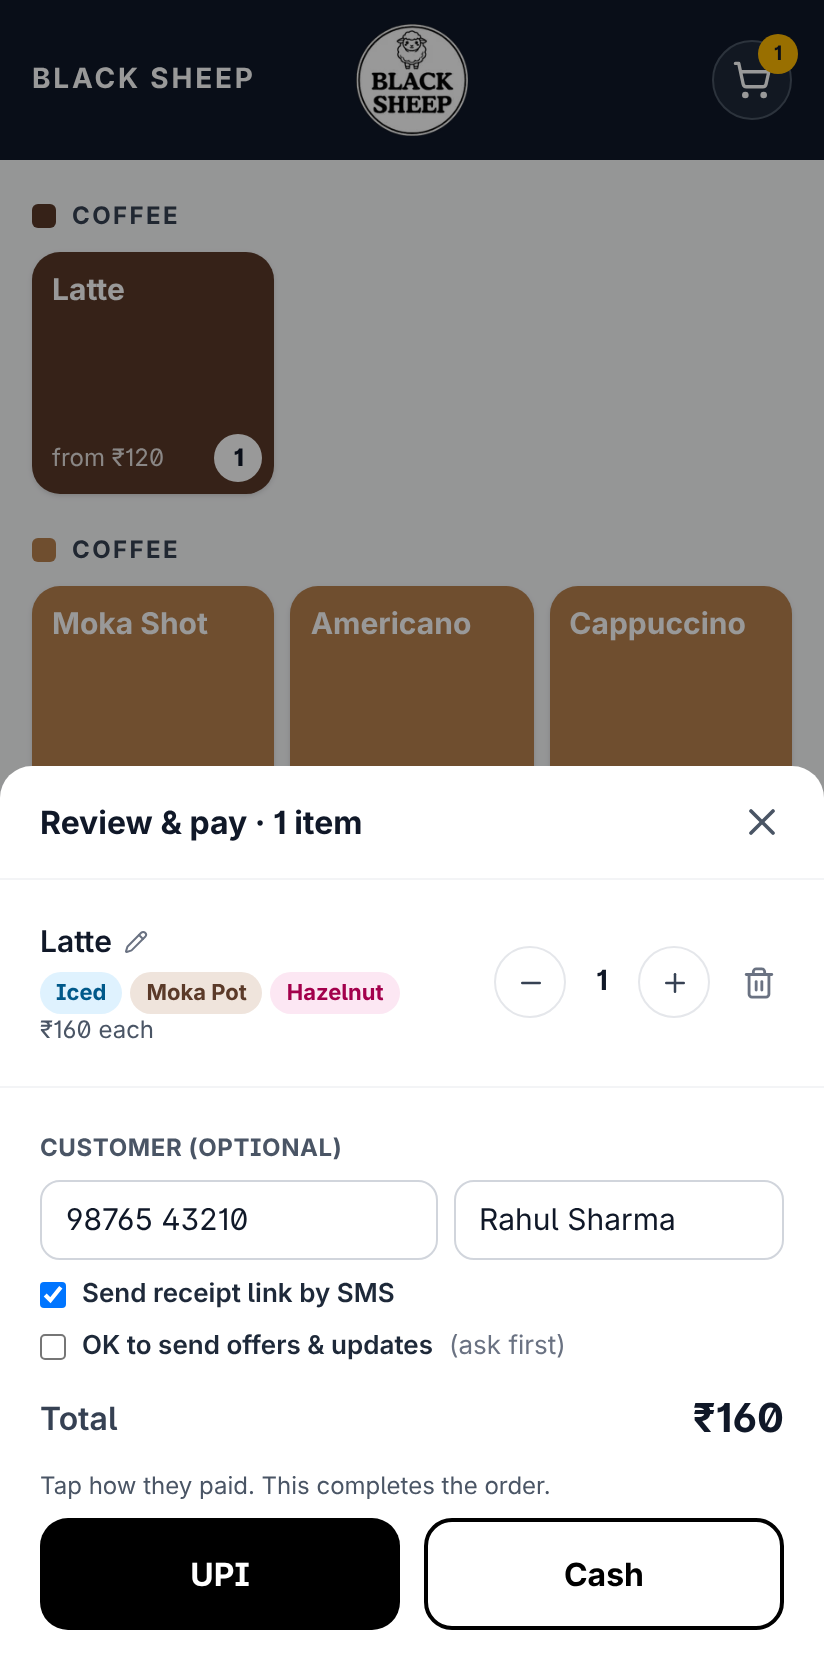 BLACK SHEEP
BLACK
SHEEP
1
COFFEE
Latte
from ₹120
1
COFFEE
Moka Shot
Americano
Cappuccino
Review & pay · 1 item
Latte
Iced
Moka Pot
Hazelnut
₹160 each
1
CUSTOMER (OPTIONAL)
98765 43210
Rahul Sharma
Send receipt link by SMS
OK to send offers & updates (ask first)
Total
₹160
Tap how they paid. This completes the order.
UPI
Cash